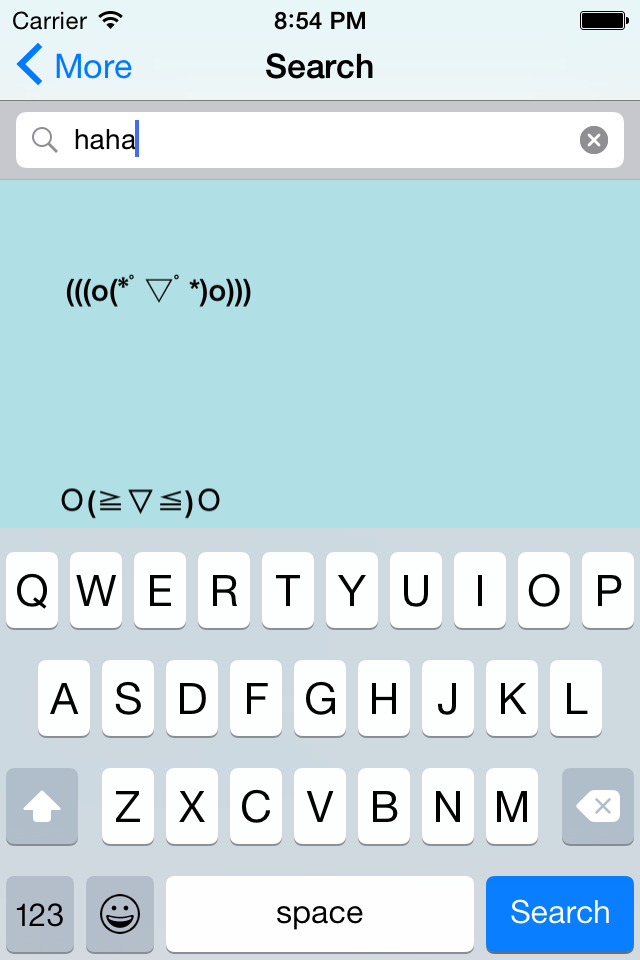 Carrier 8:54 PM
More Search
haha
(((o(*ﾟ▽ﾟ*)o)))
O(≧▽≦)O
Q W E R T Y U I O P
A S D F G H J K L
Z X C V B N M
123 space Search